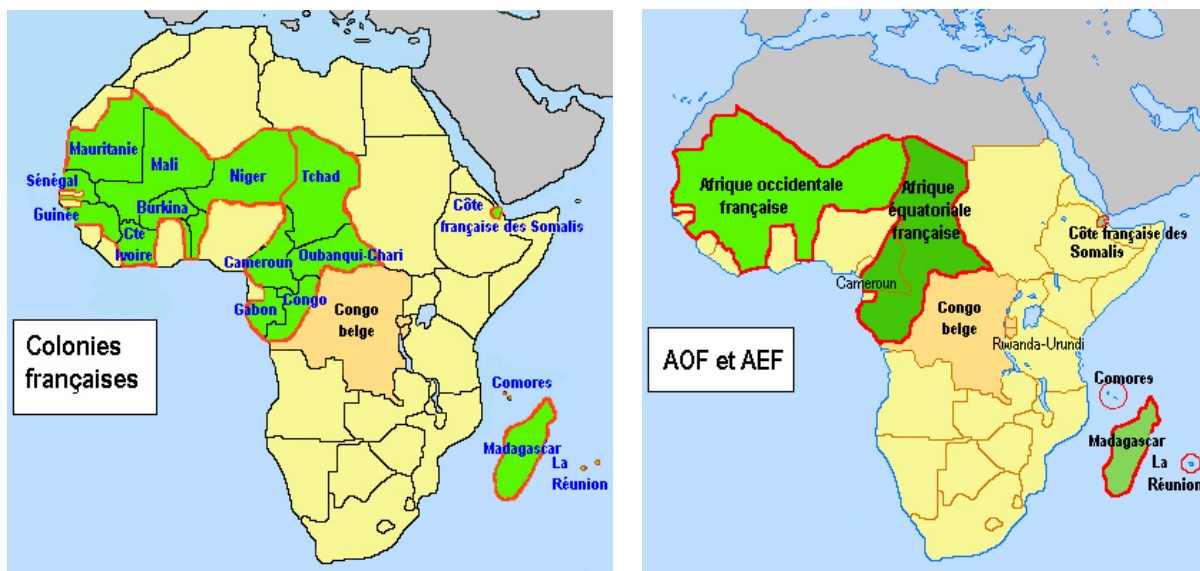 Mauritanie
Mali
Niger
Tchad
Sénégal
Guinée
Burkina
Cte
Ivoire
Cameroun
Oubanqui-Chari
Gabon
Congo
Côte
française des Somalis
Congo
belge
Colonies
françaises
Comores
Madagascar
La
Réunion
Afrique occidentale
française
Afrique
équatoriale
française
Côte française des
Somalis
Cameroun
Congo
belge
Rwanda-Urundi
AOF et AEF
Comores
Madagascar
La
Réunion